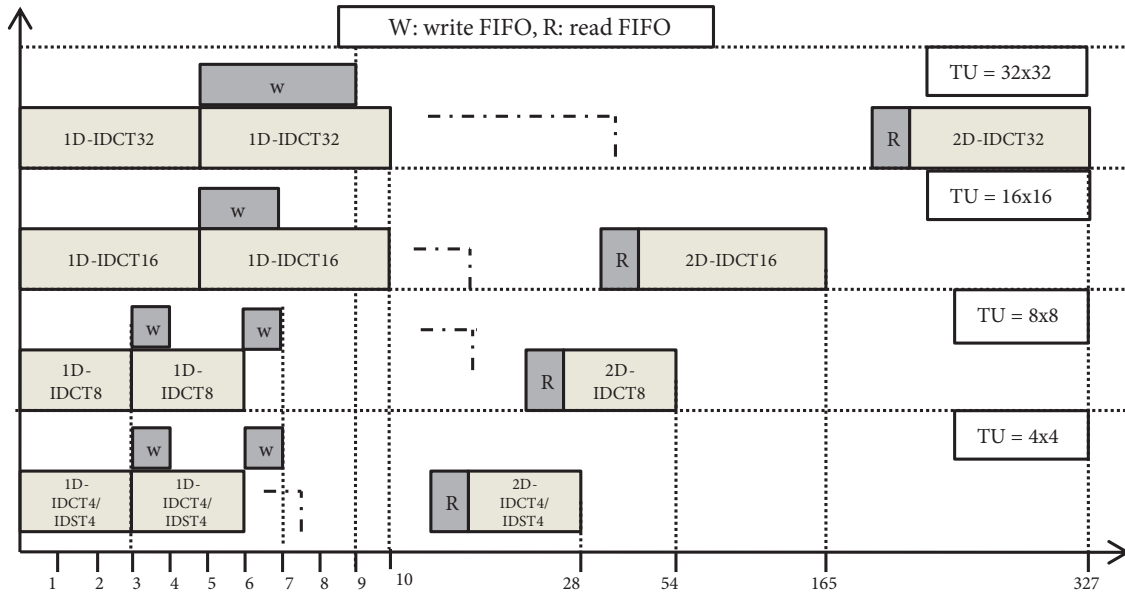 W: write FIFO, R: read FIFO
TU = 32x32
w
1D-IDCT32
1D-IDCT32
R
2D-IDCT32
TU = 16x16
w
1D-IDCT16
1D-IDCT16
R
2D-IDCT16
TU = 8x8
w
w
1D-
IDCT8
1D-
IDCT8
R
2D-
IDCT8
TU = 4x4
w
w
1D-
IDCT4/
IDST4
1D-
IDCT4/
IDST4
R
2D-
IDCT4/
IDST4
1 2 3 4 5 6 7 8 9 10 28 54 165 327